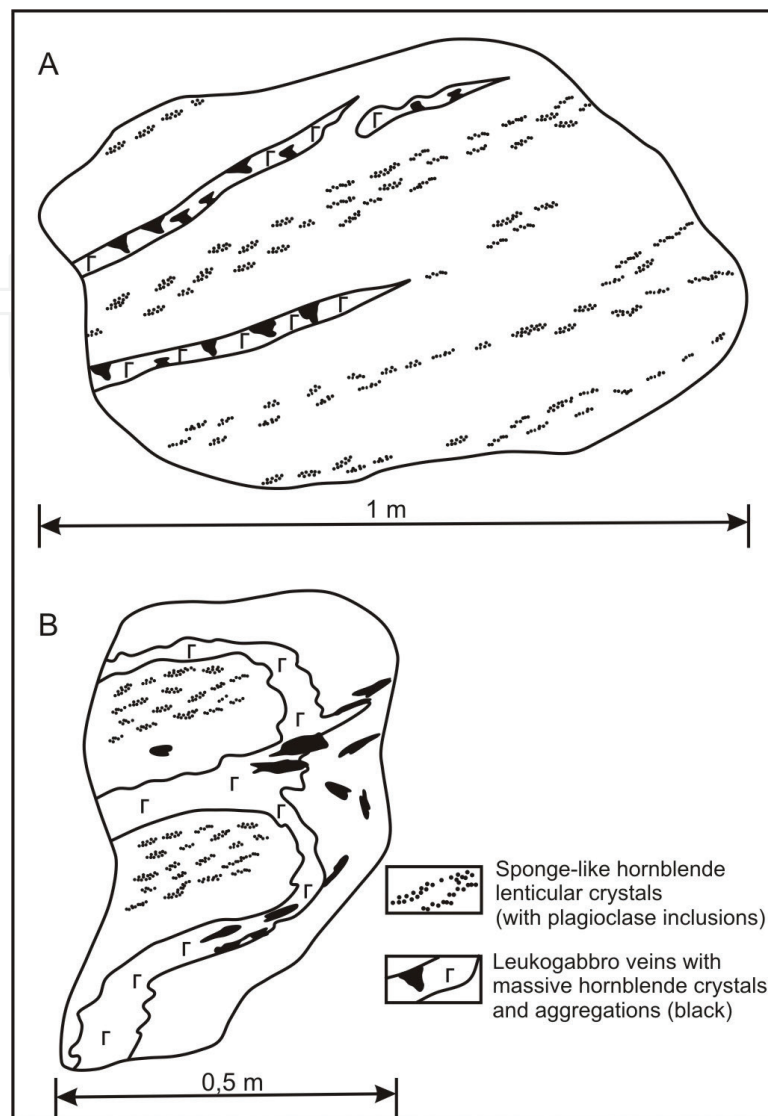 A
Γ
Γ
Γ
Γ
Γ
Γ
Γ
Γ
Γ
1 m
B
Γ
Γ
Γ
Γ
Γ
Γ
Γ
Γ
Γ
Γ
Sponge-like hornblende
lenticular crystals
(with plagioclase inclusions)
Γ
Leukogabbro veins with
massive hornblende crystals
and aggregations (black)
0,5 m